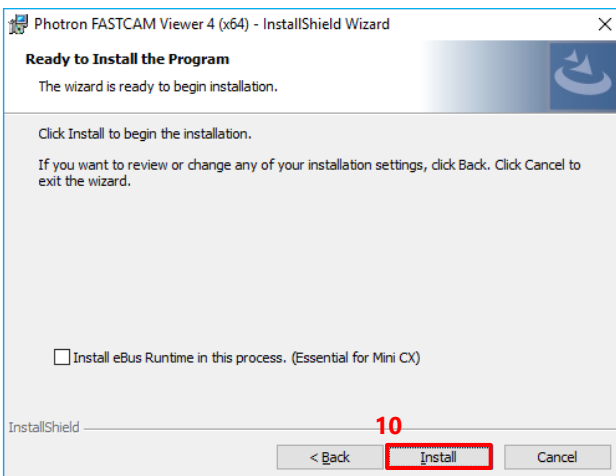 Photron FASTCAM Viewer 4 (x64) - InstallShield Wizard
Ready to Install the Program
The wizard is ready to begin installation.
Click Install to begin the installation.
If you want to review or change any of your installation settings, click Back. Click Cancel to
exit the wizard.
Install eBus Runtime in this process. (Essential for Mini CX)
InstallShield
10
< Back Install Cancel